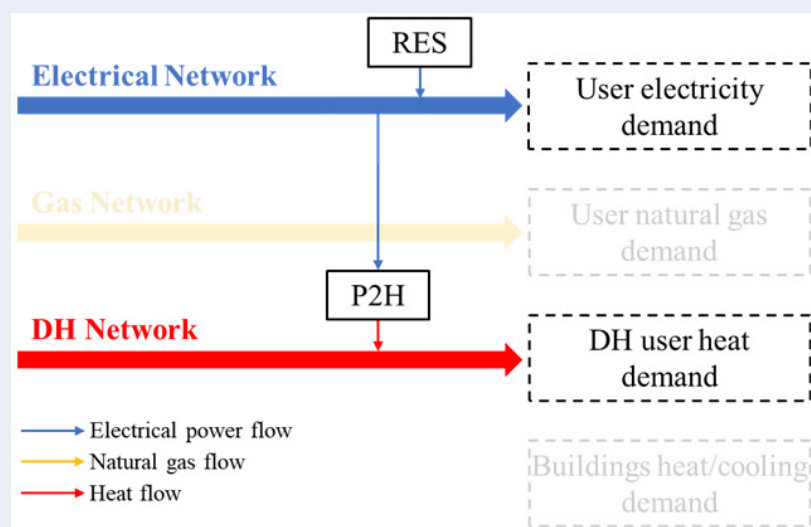 RES
Electrical Network
User electricity
demand
Gas Network
User natural gas
demand
P2H
DH Network
DH user heat
demand
Electrical power flow
Natural gas flow
Heat flow
Buildings heat/cooling
demand